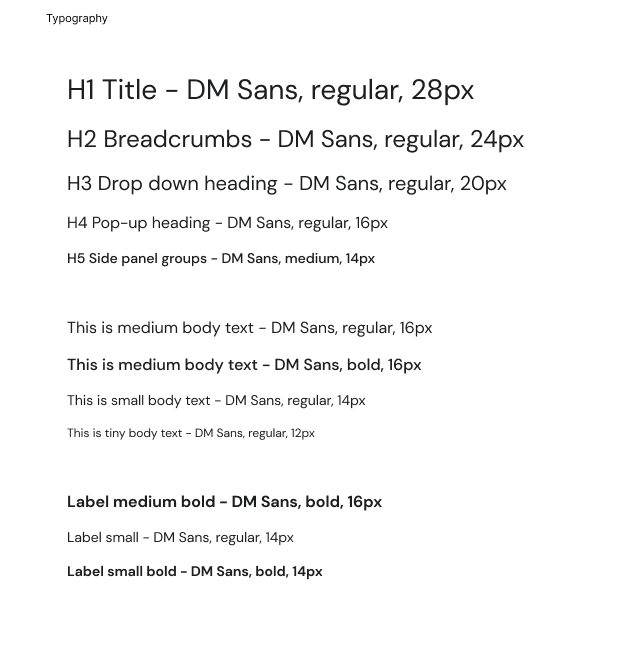 Typography
H1 Title - DM Sans, regular, 28px
H2 Breadcrumbs - DM Sans, regular, 24px
H3 Drop down heading - DM Sans, regular, 20px
H4 Pop-up heading - DM Sans, regular, 16px
H5 Side panel groups - DM Sans, medium, 14px
This is medium body text - DM Sans, regular, 16px
This is medium body text - DM Sans, bold, 16px
This is small body text - DM Sans, regular, 14px
This is tiny body text - DM Sans, regular, 12px
Label medium bold - DM Sans, bold, 16px
Label small - DM Sans, regular, 14px
Label small bold - DM Sans, bold, 14px